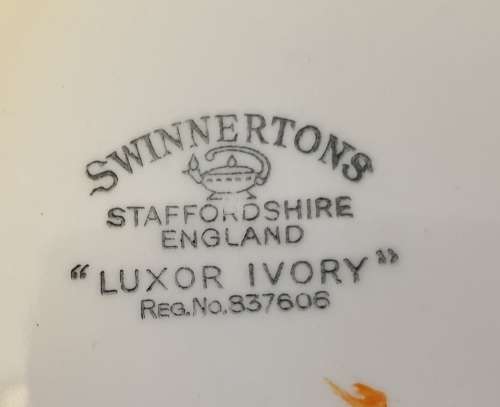 SWINNERTONS
STAFFORDSHIRE
ENGLAND
"LUXOR IVORY"
REG.NO.837606